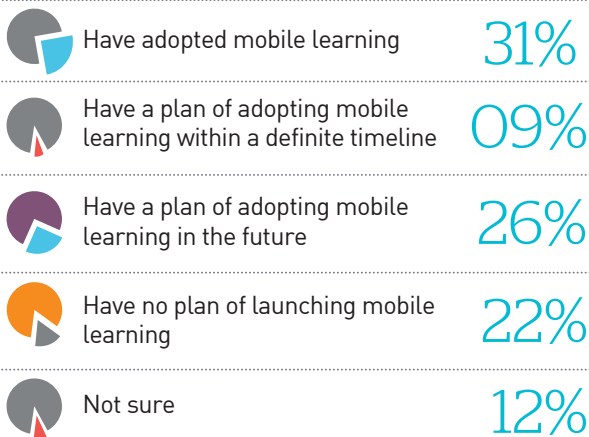 Have adopted mobile learning 31%
Have a plan of adopting mobile
learning within a definite timeline 09%
Have a plan of adopting mobile
learning in the future 26%
Have no plan of launching mobile
learning 22%
Not sure 12%